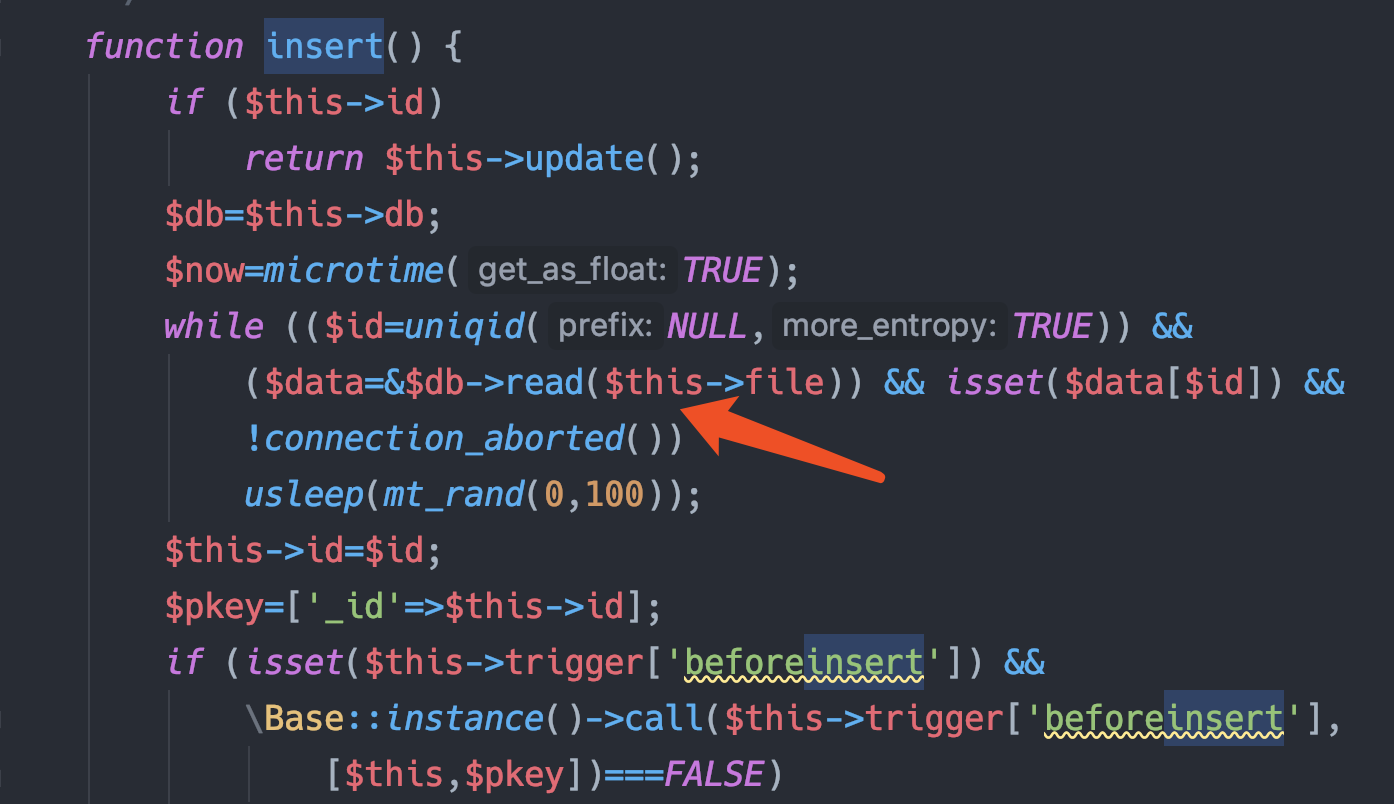 function insert() {
if ($this->id)
return $this->update();
$db=$this->db;
$now=microtime( get_as_float: TRUE);
while (($id=uniqid( prefix: NULL, more_entropy: TRUE)) &&
($data=&$db->read($this->file)) && isset($data[$id]) &&
!connection_aborted())
usleep(mt_rand(0,100));
$this->id=$id;
$pkey=['_id'=>$this->id];
if (isset($this->trigger['beforeinsert']) &&
\Base::instance()->call($this->trigger['beforeinsert'],
[$this,$pkey])===FALSE)